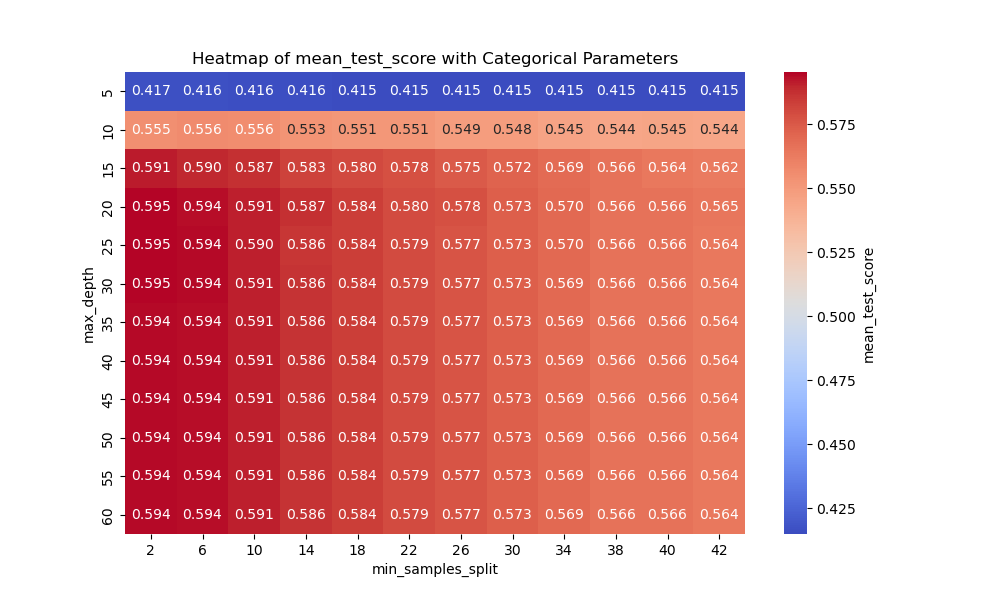 Heatmap of mean_test_score with Categorical Parameters
5 0.417 0.416 0.416 0.416 0.415 0.415 0.415 0.415 0.415 0.415 0.415 0.415
10 0.555 0.556 0.556 0.553 0.551 0.551 0.549 0.548 0.545 0.544 0.545 0.544
15 0.591 0.590 0.587 0.583 0.580 0.578 0.575 0.572 0.569 0.566 0.564 0.562
20 0.595 0.594 0.591 0.587 0.584 0.580 0.578 0.573 0.570 0.566 0.566 0.565
25 0.595 0.594 0.590 0.586 0.584 0.579 0.577 0.573 0.570 0.566 0.566 0.564
30 0.595 0.594 0.591 0.586 0.584 0.579 0.577 0.573 0.569 0.566 0.566 0.564
35 0.594 0.594 0.591 0.586 0.584 0.579 0.577 0.573 0.569 0.566 0.566 0.564
40 0.594 0.594 0.591 0.586 0.584 0.579 0.577 0.573 0.569 0.566 0.566 0.564
45 0.594 0.594 0.591 0.586 0.584 0.579 0.577 0.573 0.569 0.566 0.566 0.564
50 0.594 0.594 0.591 0.586 0.584 0.579 0.577 0.573 0.569 0.566 0.566 0.564
55 0.594 0.594 0.591 0.586 0.584 0.579 0.577 0.573 0.569 0.566 0.566 0.564
60 0.594 0.594 0.591 0.586 0.584 0.579 0.577 0.573 0.569 0.566 0.566 0.564
2 6 10 14 18 22 26 30 34 38 40 42
min_samples_split
max_depth
0.575
0.550
0.525
0.500
0.475
0.450
0.425
mean_test_score